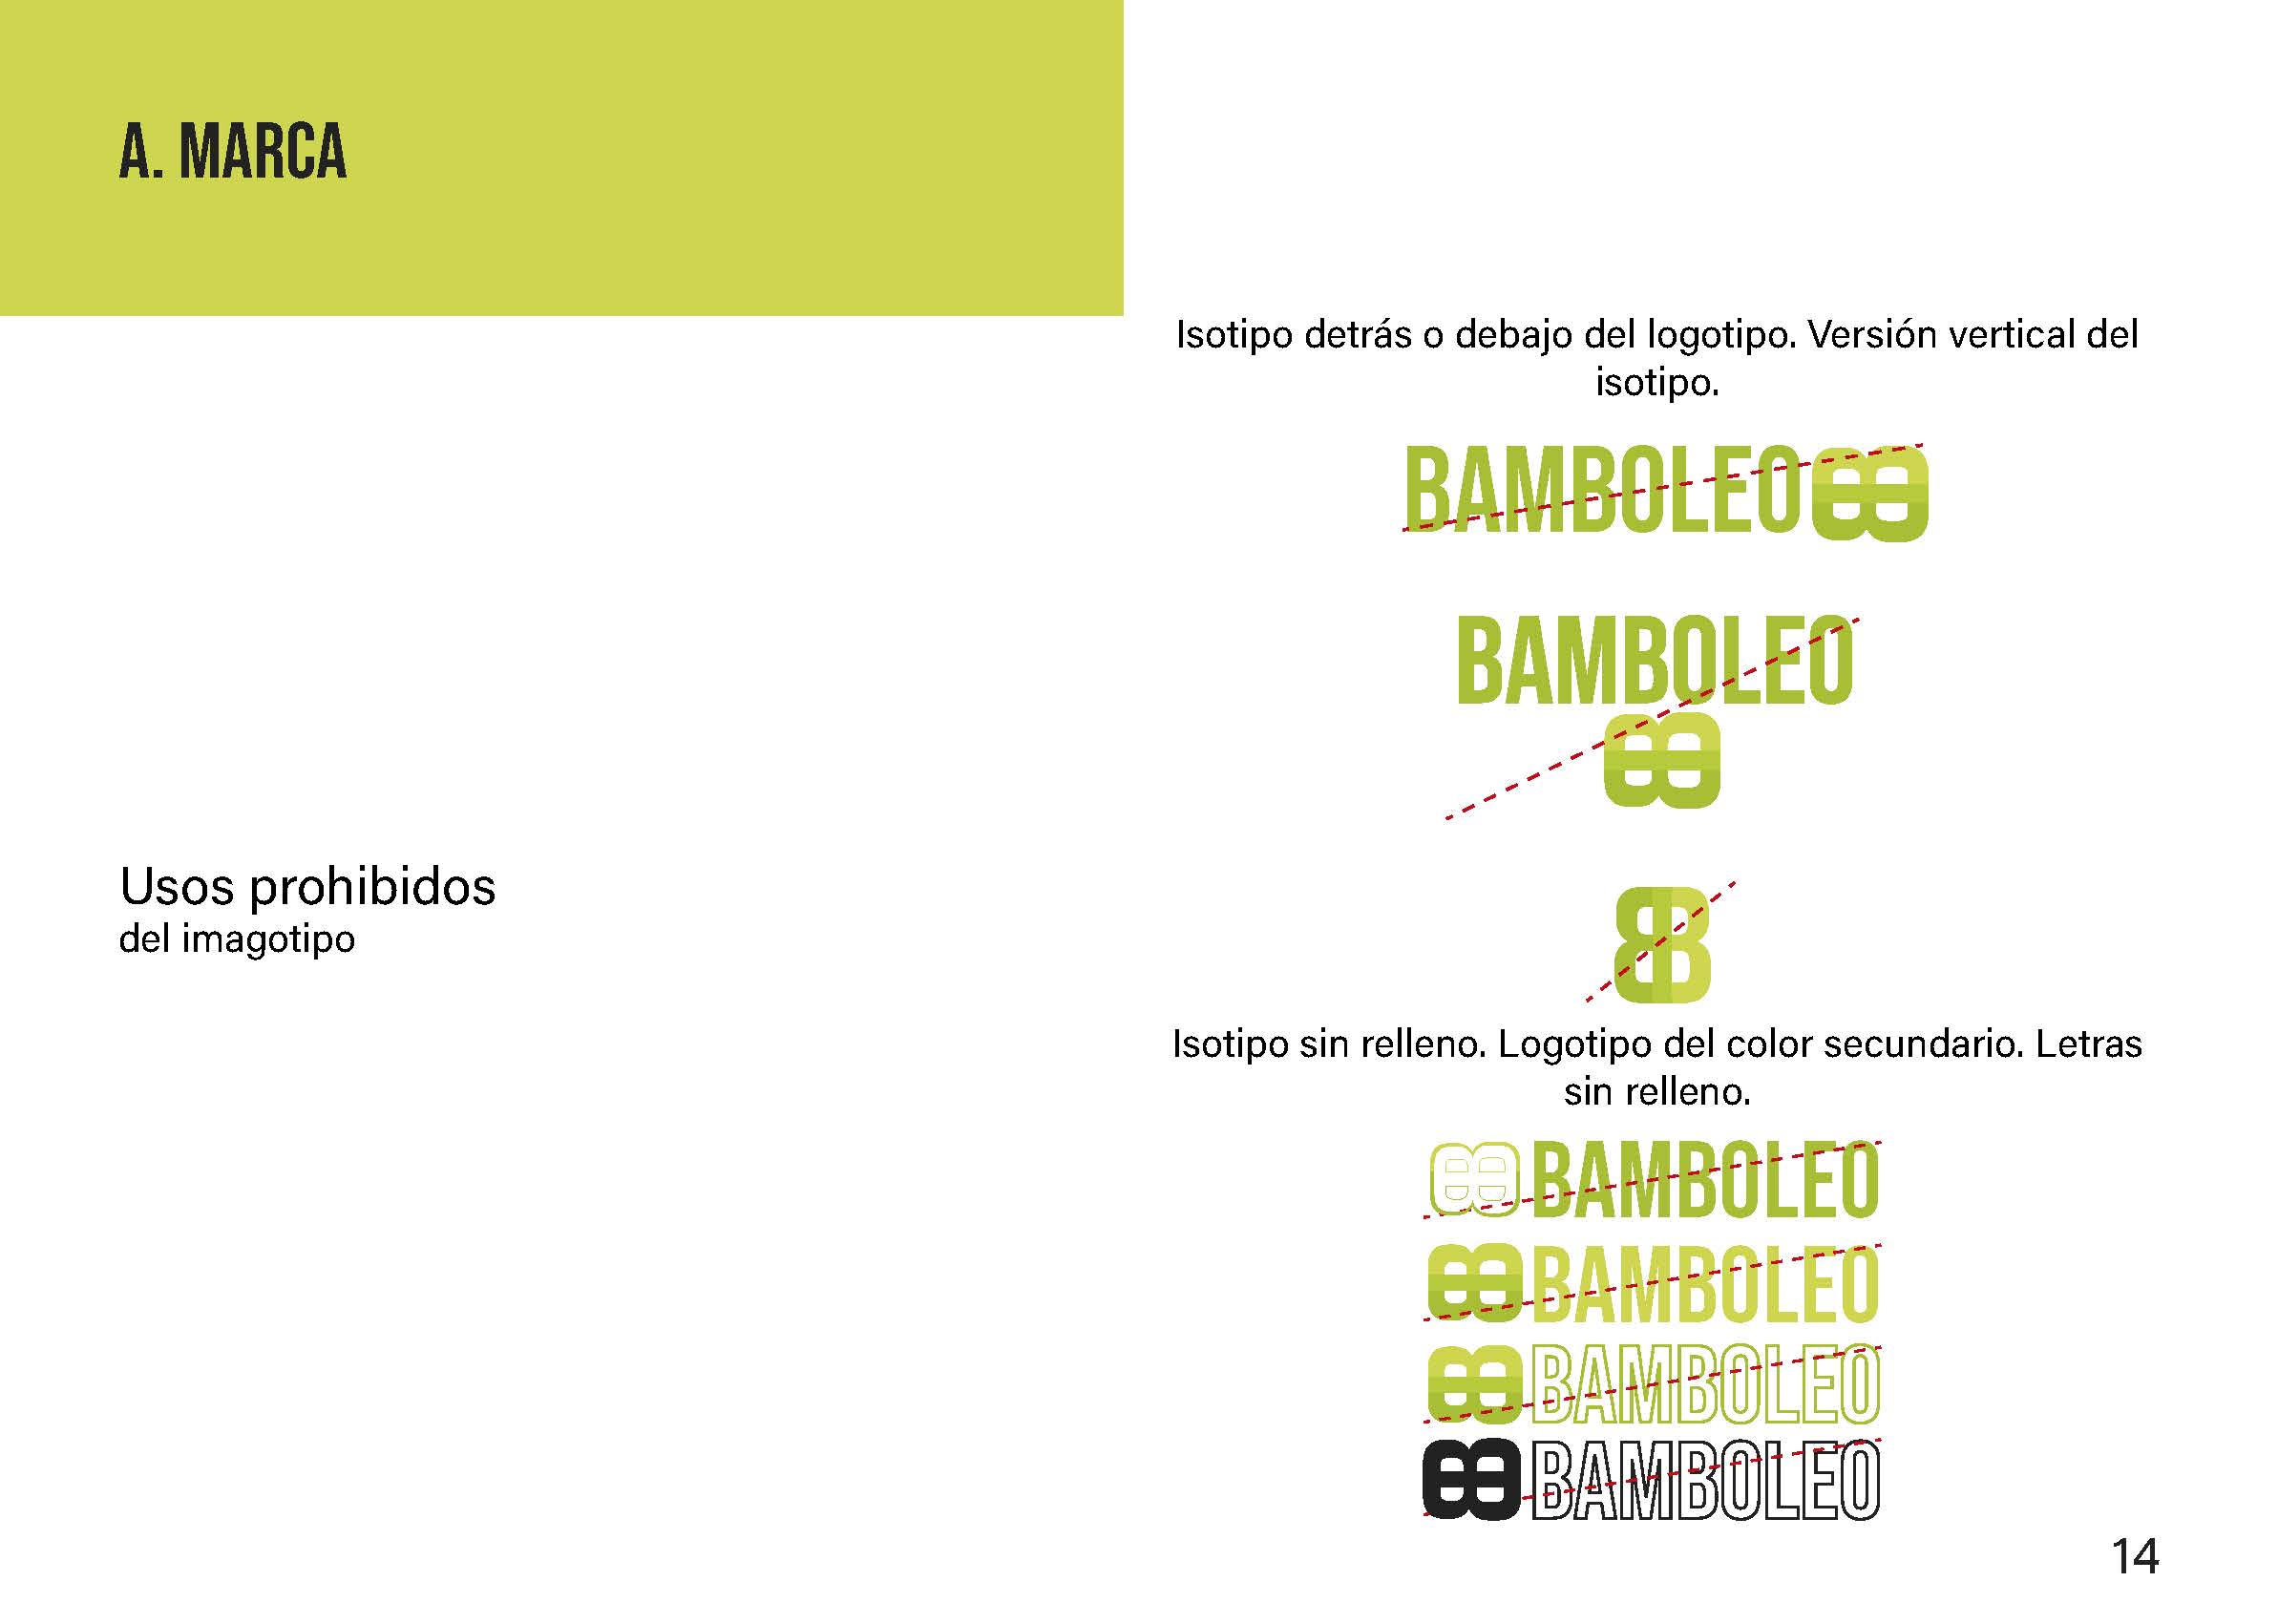 A. MARCA
Usos prohibidos
del imagotipo
Isotipo detrás o debajo del logotipo. Versión vertical del
isotipo.
BAMBOLEO
BAMBOLEO
Isotipo sin relleno. Logotipo del color secundario. Letras
sin relleno.
BAMBOLEO
BAMBOLEO
BAMBOLEO
BAMBOLEO
14